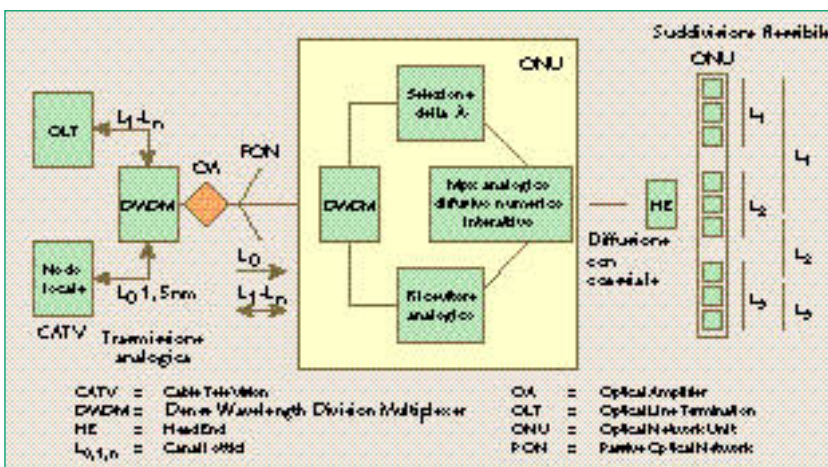 Suddivisione flessibile
ONU
ONU
OLT
L1-Ln
OA
PON
DWDM
Nodo
locale
L0 1,5nm
CATV
Trasmissione
analogica
L0
L1-Ln
Selezione
della λ
DWDM
Mpx analogico
diffusivo numerico
interattivo
Ricevitore
analogico
HE
Diffusione
con
coassiale
L1
L2
L3
L1
L2
L3
CATV = Cable TeleVision
DWDM = Dense Wavelength Division Multiplexer
HE = Head End
L0,1,n = Canali ottici
OA = Optical Amplifier
OLT = Optical Line Termination
ONU = Optical Network Unit
PON = Passive Optical Network